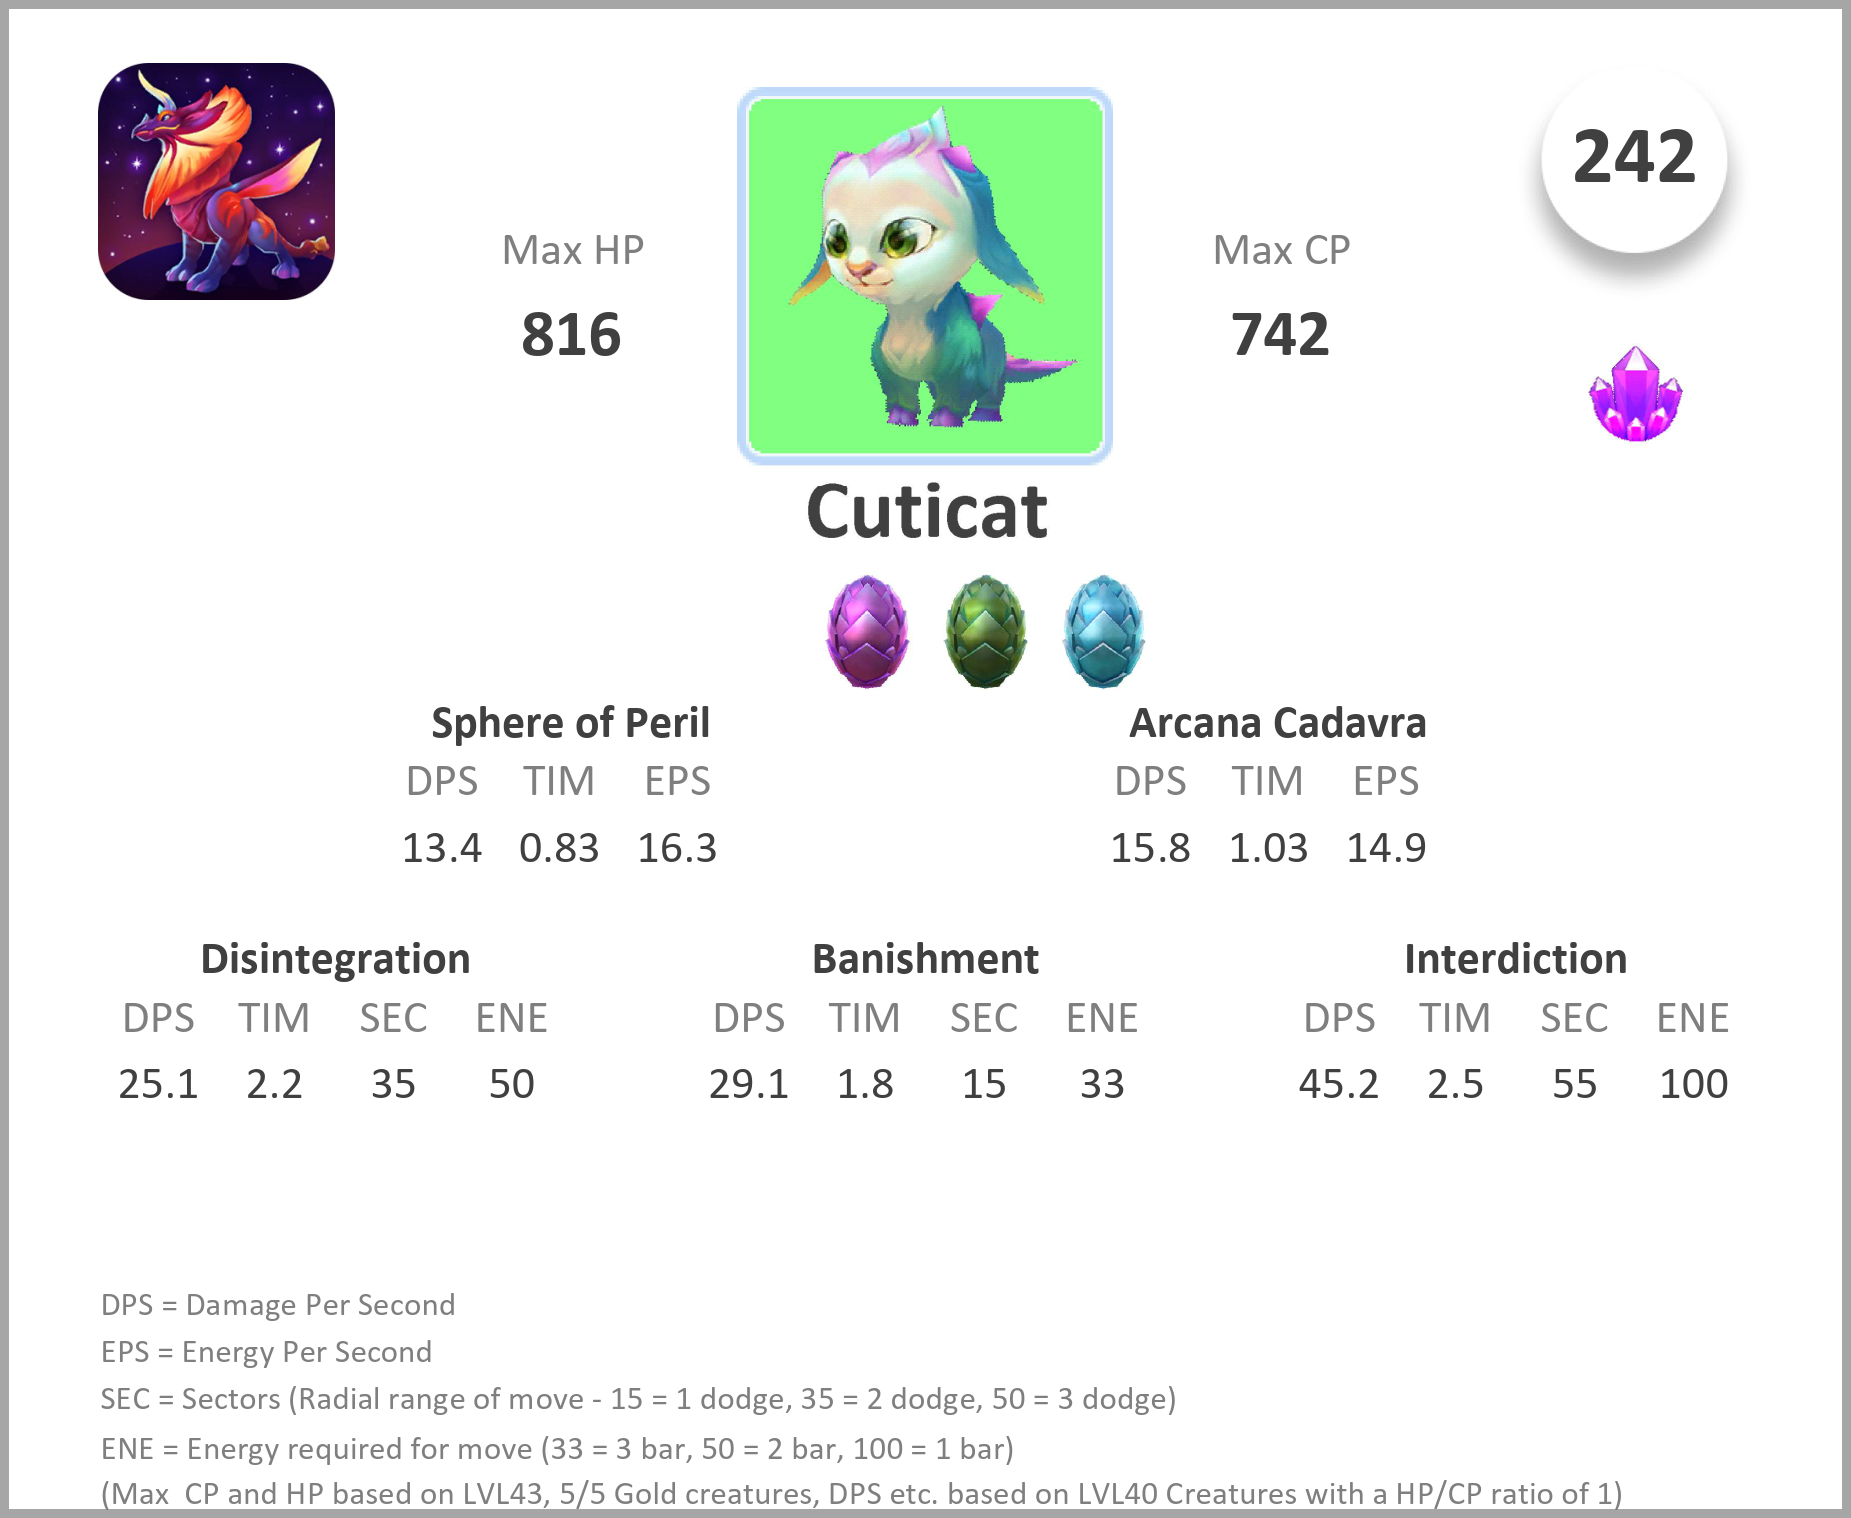 242
Max HP
Max CP
816
742
Cuticat
Sphere of Peril
Arcana Cadavra
DPS TIM EPS
DPS TIM EPS
13.4 0.83 16.3
15.8 1.03 14.9
Disintegration
Banishment
Interdiction
DPS TIM SEC ENE
DPS TIM SEC ENE
DPS TIM SEC ENE
25.1 2.2 35 50
29.1 1.8 15 33
45.2 2.5 55 100
DPS = Damage Per Second
EPS = Energy Per Second
SEC = Sectors (Radial range of move - 15 = 1 dodge, 35 = 2 dodge, 50 = 3 dodge)
ENE = Energy required for move (33 = 3 bar, 50 = 2 bar, 100 = 1 bar)
(Max  CP and HP based on LVL43, 5/5 Gold creatures, DPS etc. based on LVL40 Creatures with a HP/CP ratio of 1)